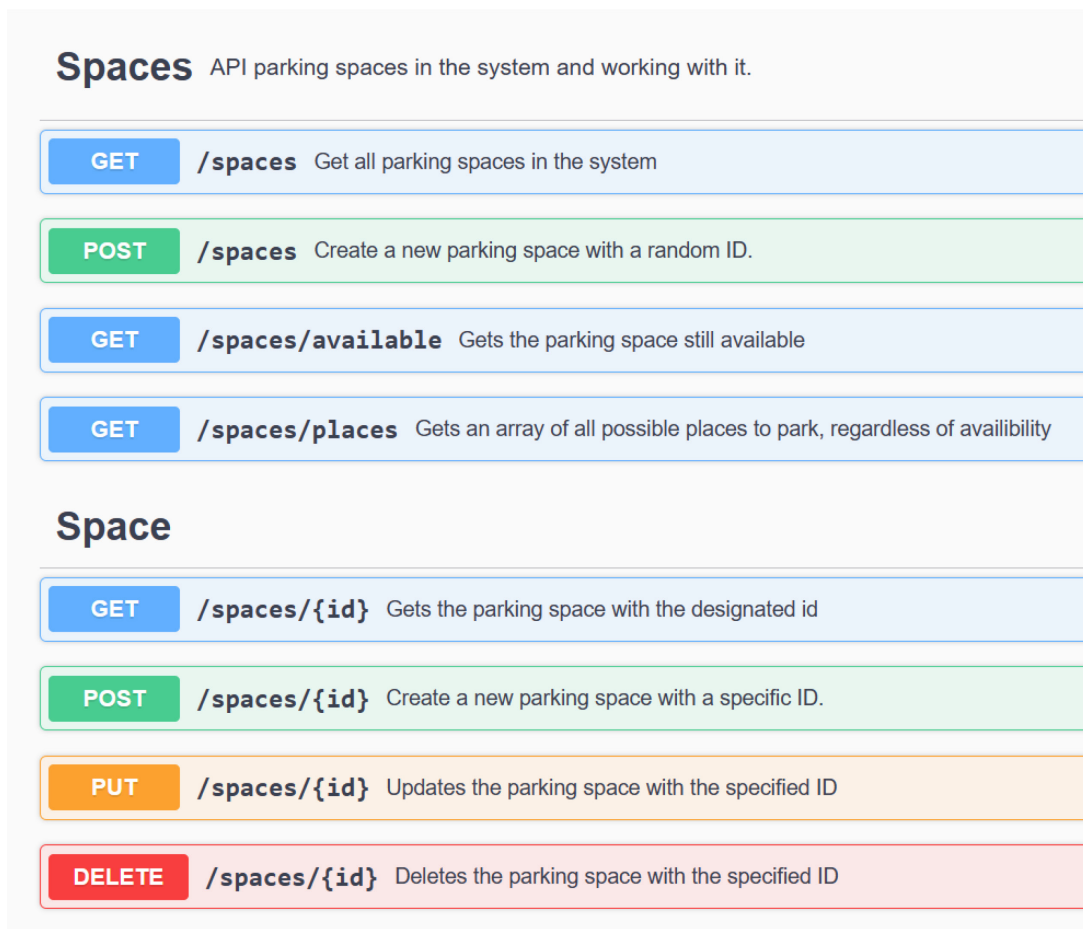 Spaces API parking spaces in the system and working with it.
GET /spaces Get all parking spaces in the system
POST /spaces Create a new parking space with a random ID.
GET /spaces/available Gets the parking space still available
GET /spaces/places Gets an array of all possible places to park, regardless of availibility
Space
GET /spaces/{id} Gets the parking space with the designated id
POST /spaces/{id} Create a new parking space with a specific ID.
PUT /spaces/{id} Updates the parking space with the specified ID
DELETE /spaces/{id} Deletes the parking space with the specified ID